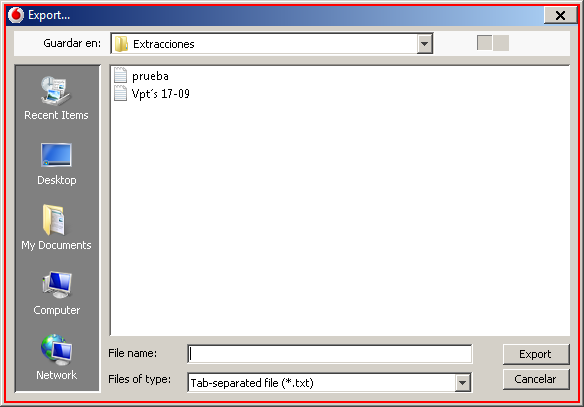 Export...
Guardar en: Extracciones
prueba
Vpt´s 17-09
Recent Items
Desktop
My Documents
Computer
Network
File name:
Export
Files of type: Tab-separated file (*.txt)
Cancelar